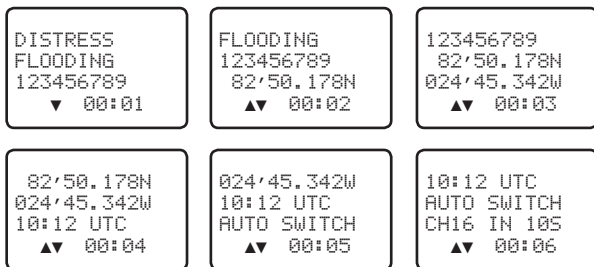 DISTRESS
FLOODING
123456789
▼ 00:01
FLOODING
123456789
82′50.178N
▲▼ 00:02
123456789
82′50.178N
024′45.342W
▲▼ 00:03
82′50.178N
024′45.342W
10:12 UTC
▲▼ 00:04
024′45.342W
10:12 UTC
AUTO SWITCH
▲▼ 00:05
10:12 UTC
AUTO SWITCH
CH16 IN 10S
▲▼ 00:06